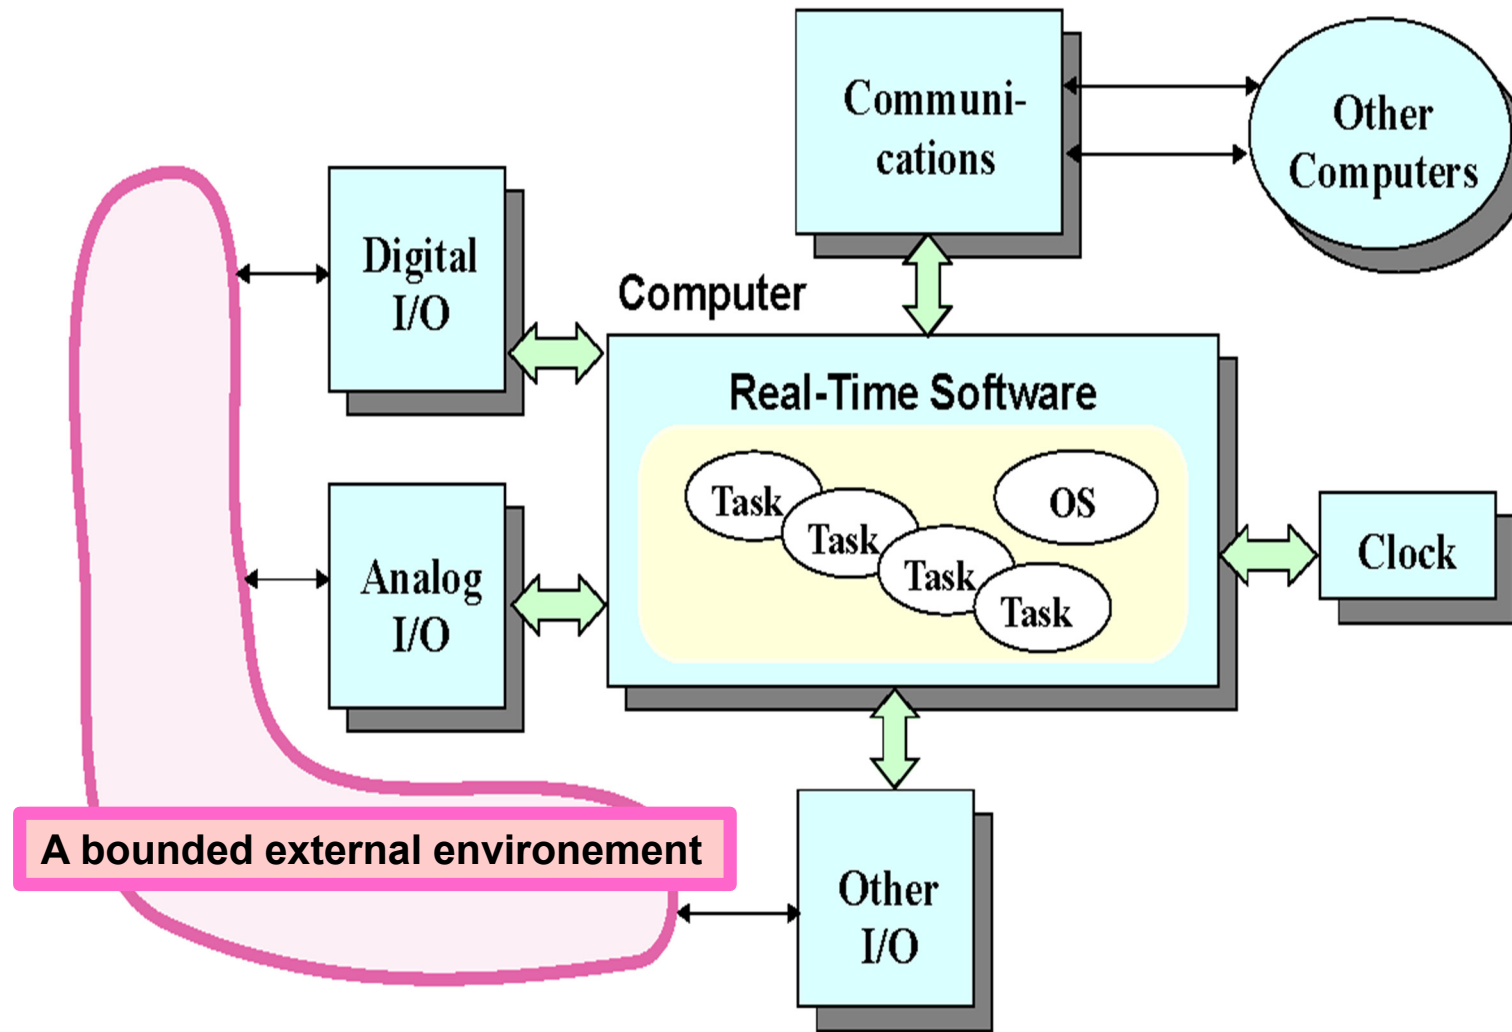 Communi-
cations
Other
Computers
Digital
I/O
Computer
Real-Time Software
Task
Task
Task
Task
OS
Clock
Analog
I/O
A bounded external environement
Other
I/O